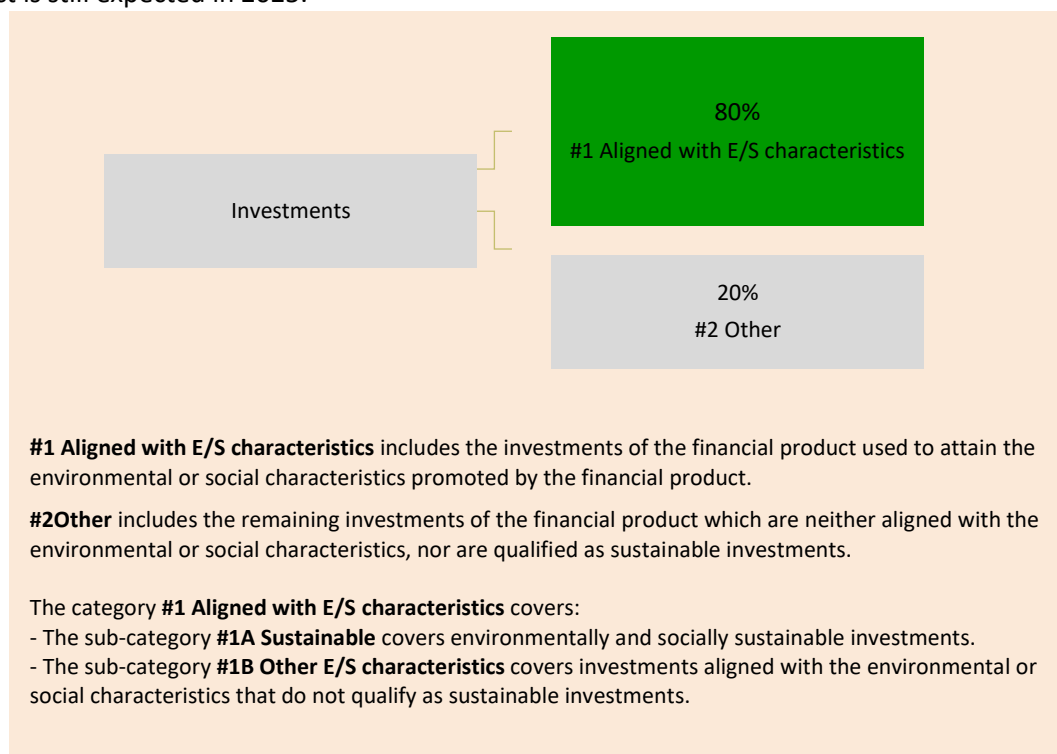 is still expected in
80%
#1 Aligned with E/S characteristics
Investments
20%
#2 Other
#1 Aligned with E/S characteristics includes the investments of the financial product used to attain the
environmental or social characteristics promoted by the financial product.
#2Other includes the remaining investments of the financial product which are neither aligned with the
environmental or social characteristics, nor are qualified as sustainable investments.
The category #1 Aligned with E/S characteristics covers:
- The sub-category #1A Sustainable covers environmentally and socially sustainable investments.
- The sub-category #1B Other E/S characteristics covers investments aligned with the environmental or
social characteristics that do not qualify as sustainable investments.